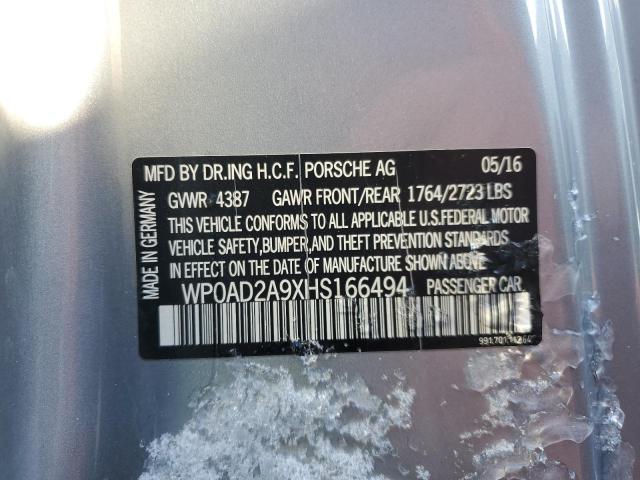 MFD BY DR.ING H.C.F. PORSCHE AG 05/16
GVWR 4387 GAWR FRONT/REAR 1764/2723 LBS
THIS VEHICLE CONFORMS TO ALL APPLICABLE U.S.FEDERAL MOTOR
VEHICLE SAFETY,BUMPER,AND THEFT PREVENTION STANDARDS
IN EFFECT ON THE DATE OF MANUFACTURE SHOWN ABOVE
WP0AD2A9XHS166494 PASSENGER CAR
MADE IN GERMANY